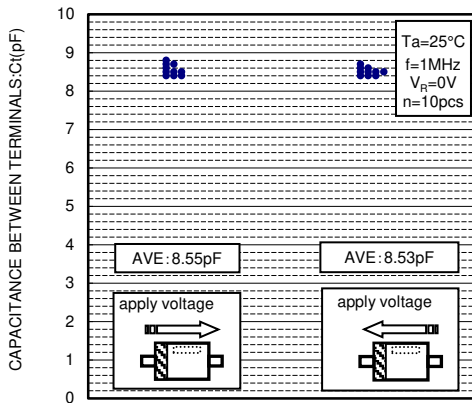 CAPACITANCE BETWEEN TERMINALS:Ct(pF)
10
9
8
7
6
5
4
3
2
1
0
Ta=25°C
f=1MHz
VR=0V
n=10pcs
AVE:8.55pF
AVE:8.53pF
apply voltage
apply voltage